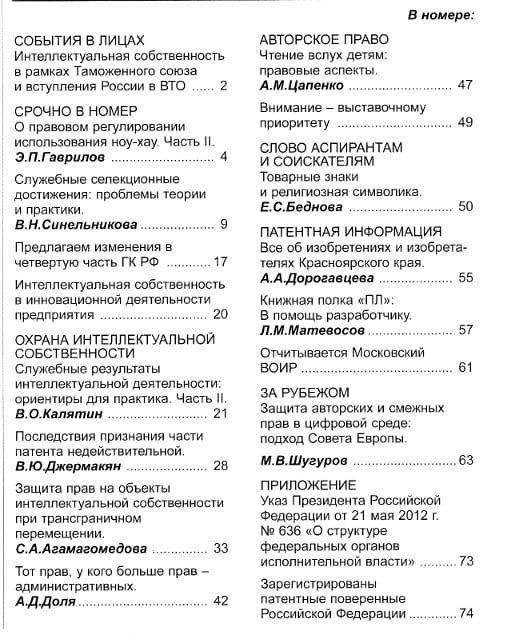 В номере:
СОБЫТИЯ В ЛИЦАХ
Интеллектуальная собственность
в рамках Таможенного союза
и вступления России в ВТО ...... 2
СРОЧНО В НОМЕР
О правовом регулировании
использования ноу-хау. Часть II.
Э.П.Гаврилов ........................... 4
Служебные селекционные
достижения: проблемы теории
и практики.
В.Н.Синельникова .................. 9
Предлагаем изменения в
четвертую часть ГК РФ ............ 17
Интеллектуальная собственность
в инновационной деятельности
предприятия ............................ 20
ОХРАНА ИНТЕЛЛЕКТУАЛЬНОЙ
СОБСТВЕННОСТИ
Служебные результаты
интеллектуальной деятельности:
ориентиры для практика. Часть II.
В.О.Калятин .......................... 21
Последствия признания части
патента недействительной.
В.Ю.Джермакян ...................... 28
Защита прав на объекты
интеллектуальной собственности
при трансграничном
перемещении.
С.А.Агамагомедова ................ 33
Тот прав, у кого больше прав –
административных.
А.Д.Доля ................................. 42
АВТОРСКОЕ ПРАВО
Чтение вслух детям:
правовые аспекты.
А.М.Цапенко ........................... 47
Внимание – выставочному
приоритету ............................. 49
СЛОВО АСПИРАНТАМ
И СОИСКАТЕЛЯМ
Товарные знаки
и религиозная символика.
Е.С.Беднова ............................ 50
ПАТЕНТНАЯ ИНФОРМАЦИЯ
Все об изобретениях и изобрета-
телях Красноярского края.
А.А.Дорогавцева .................... 55
Книжная полка «ПЛ»:
В помощь разработчику.
Л.М.Матевосов ....................... 57
Отчитывается Московский
ВОИР ....................................... 61
ЗА РУБЕЖОМ
Защита авторских и смежных
прав в цифровой среде:
подход Совета Европы.
М.В.Шугуров ........................... 63
ПРИЛОЖЕНИЕ
Указ Президента Российской
Федерации от 21 мая 2012 г.
№ 636 «О структуре
федеральных органов
исполнительной власти» ......... 73
Зарегистрированы
патентные поверенные
Российской Федерации ............ 74